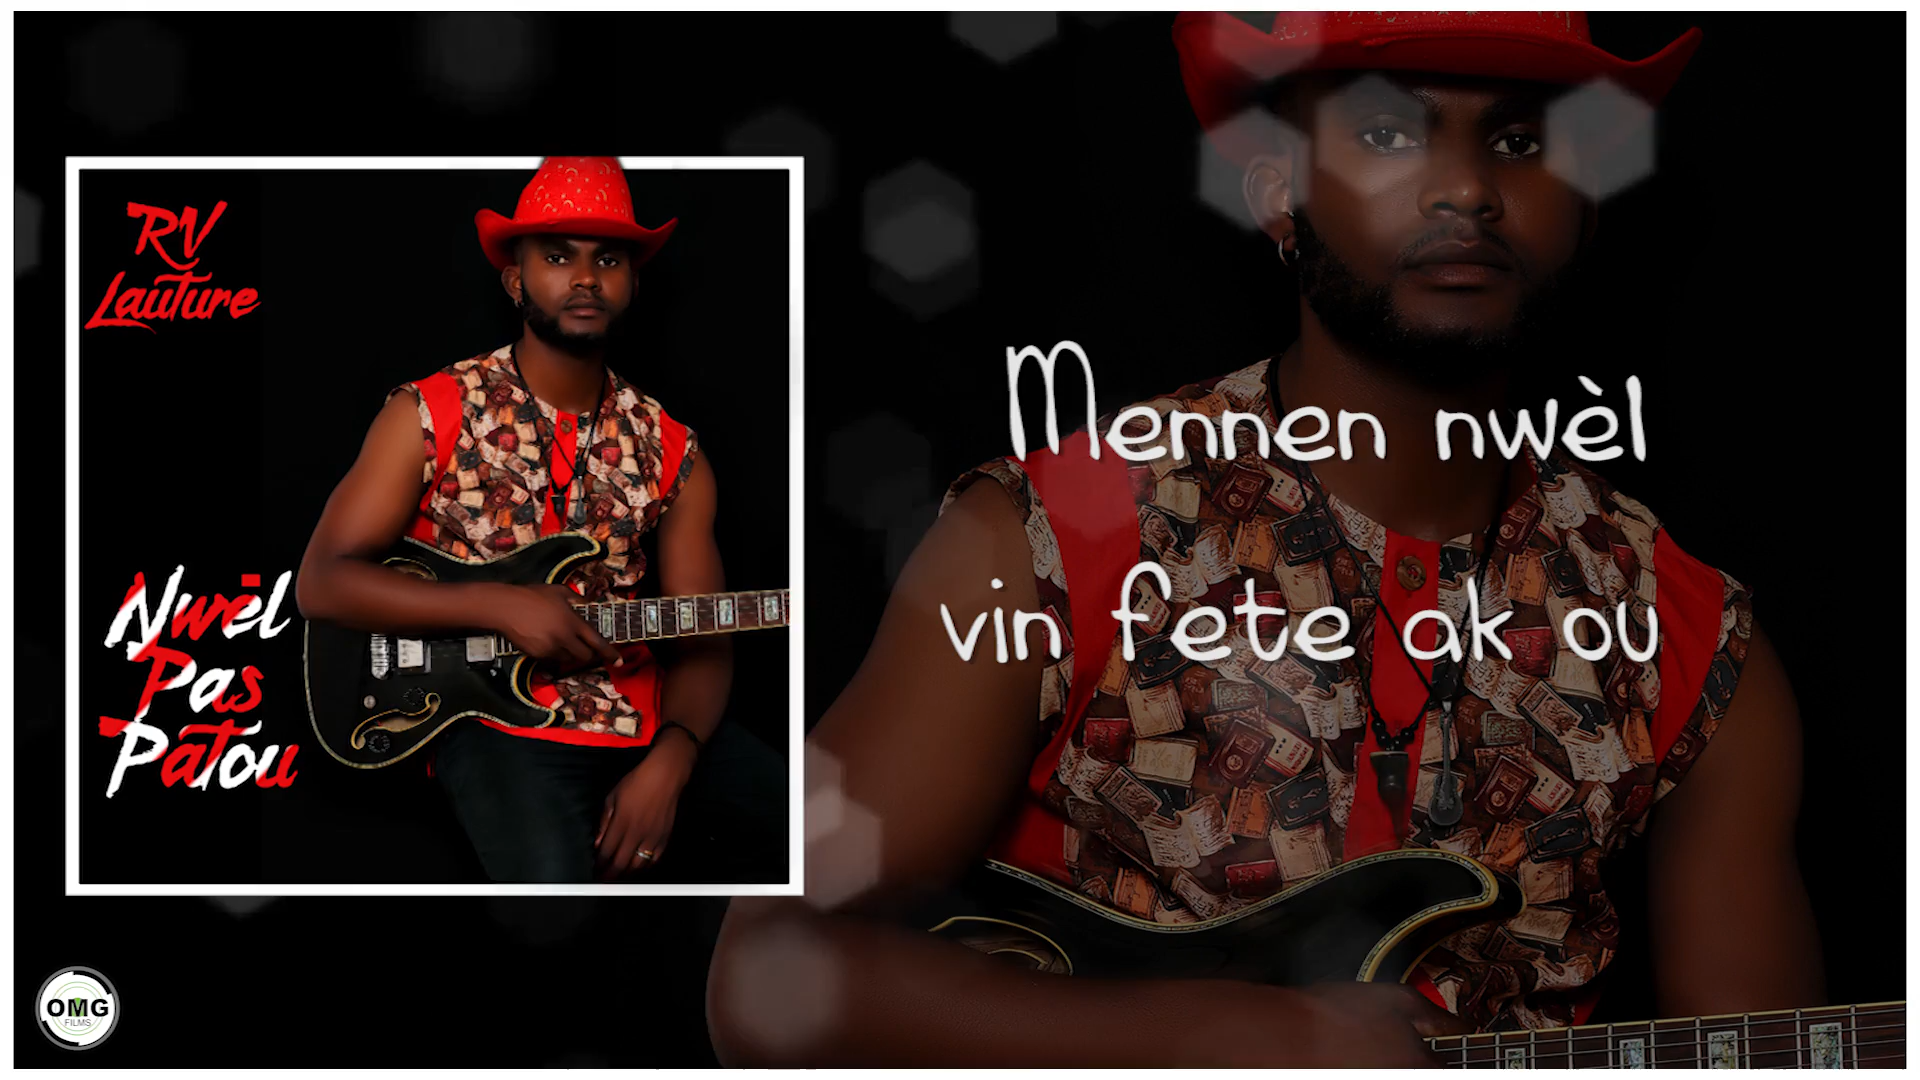 RV
Lauture
Nwèl
Pas
Patou
Mennen nwèl
vin fete ak ou
OMG
FILMS